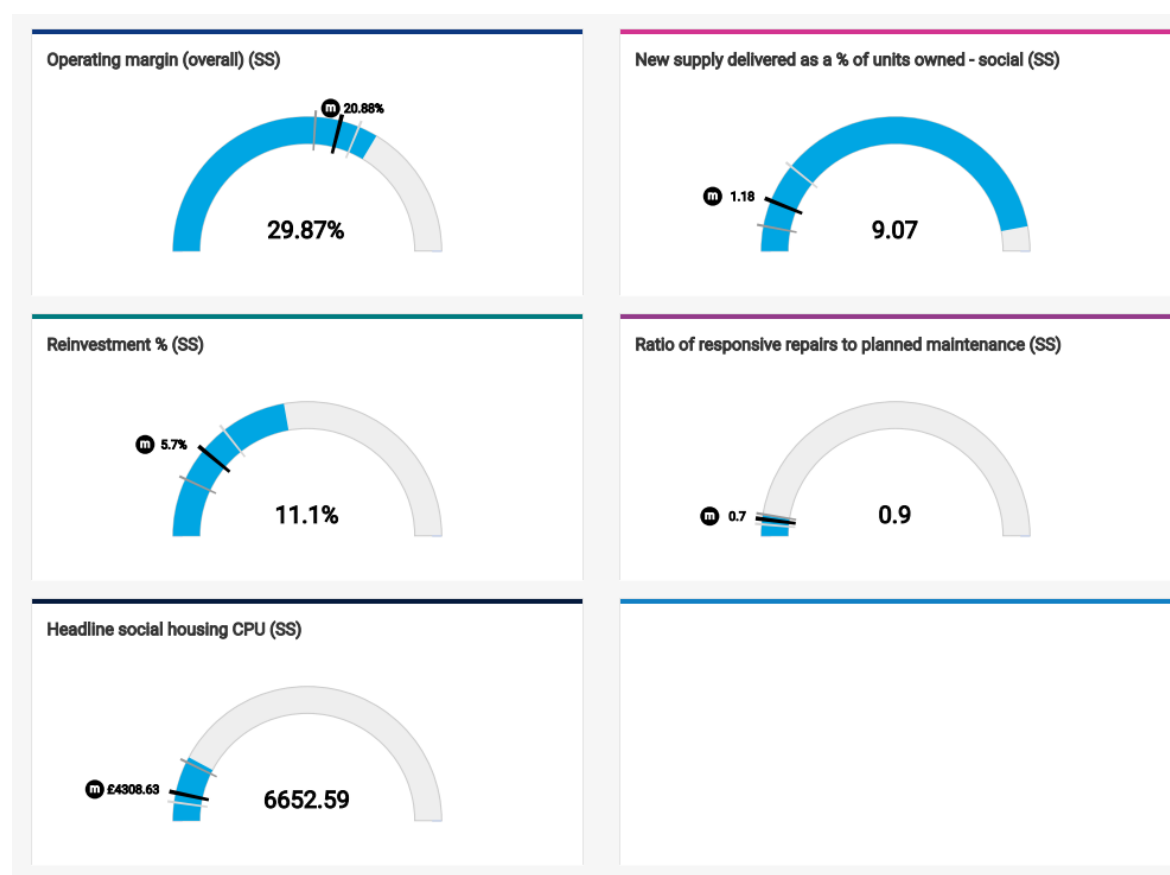 Operating margin (overall) (SS)
m 20.88%
29.87%
New supply delivered as a % of units owned - social (SS)
m 1.18
9.07
Reinvestment % (SS)
m 5.7%
11.1%
Ratio of responsive repairs to planned maintenance (SS)
m 0.7
0.9
Headline social housing CPU (SS)
m £4308.63
6652.59